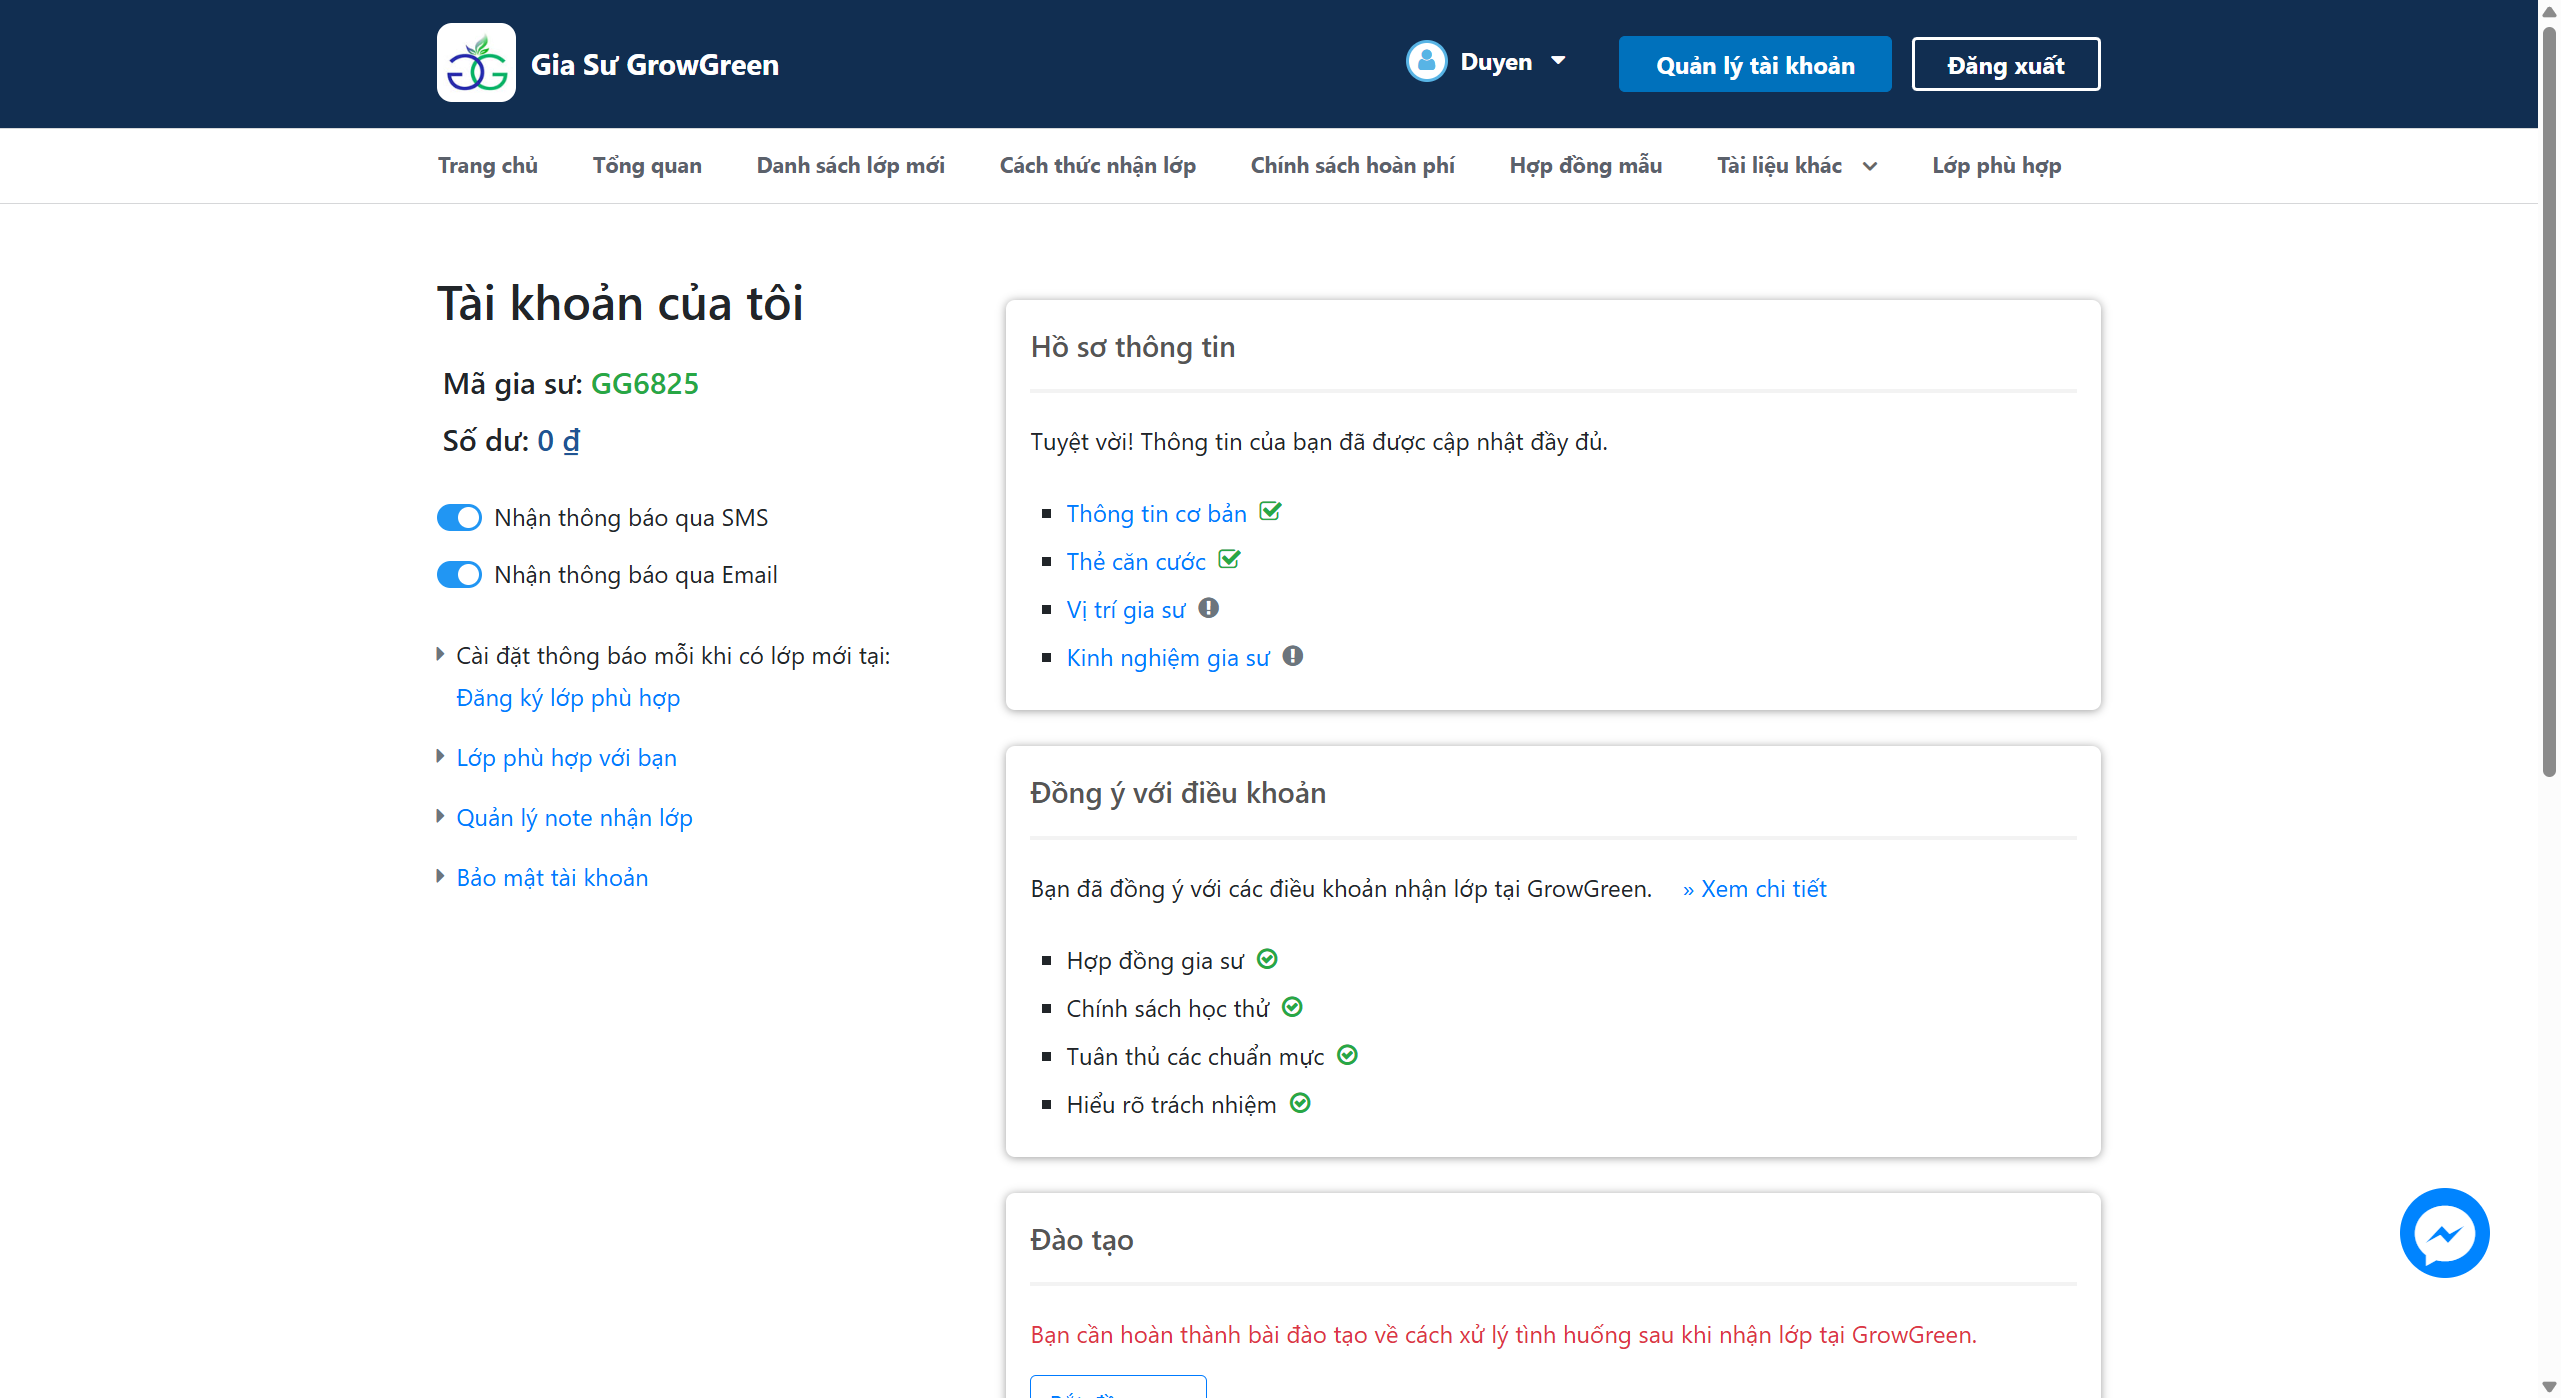 Gia Sư GrowGreen
Duyen
Quản lý tài khoản
Đăng xuất
Trang chủ
Tổng quan
Danh sách lớp mới
Cách thức nhận lớp
Chính sách hoàn phí
Hợp đồng mẫu
Tài liệu khác
Lớp phù hợp
Tài khoản của tôi
Mã gia sư: GG6825
Số dư: 0 ₫
Nhận thông báo qua SMS
Nhận thông báo qua Email
Cài đặt thông báo mỗi khi có lớp mới tại:
Đăng ký lớp phù hợp
Lớp phù hợp với bạn
Quản lý note nhận lớp
Bảo mật tài khoản
Hồ sơ thông tin
Tuyệt vời! Thông tin của bạn đã được cập nhật đầy đủ.
Thông tin cơ bản
Thẻ căn cước
Vị trí gia sư
Kinh nghiệm gia sư
Đồng ý với điều khoản
Bạn đã đồng ý với các điều khoản nhận lớp tại GrowGreen. » Xem chi tiết
Hợp đồng gia sư
Chính sách học thử
Tuân thủ các chuẩn mực
Hiểu rõ trách nhiệm
Đào tạo
Bạn cần hoàn thành bài đào tạo về cách xử lý tình huống sau khi nhận lớp tại GrowGreen.